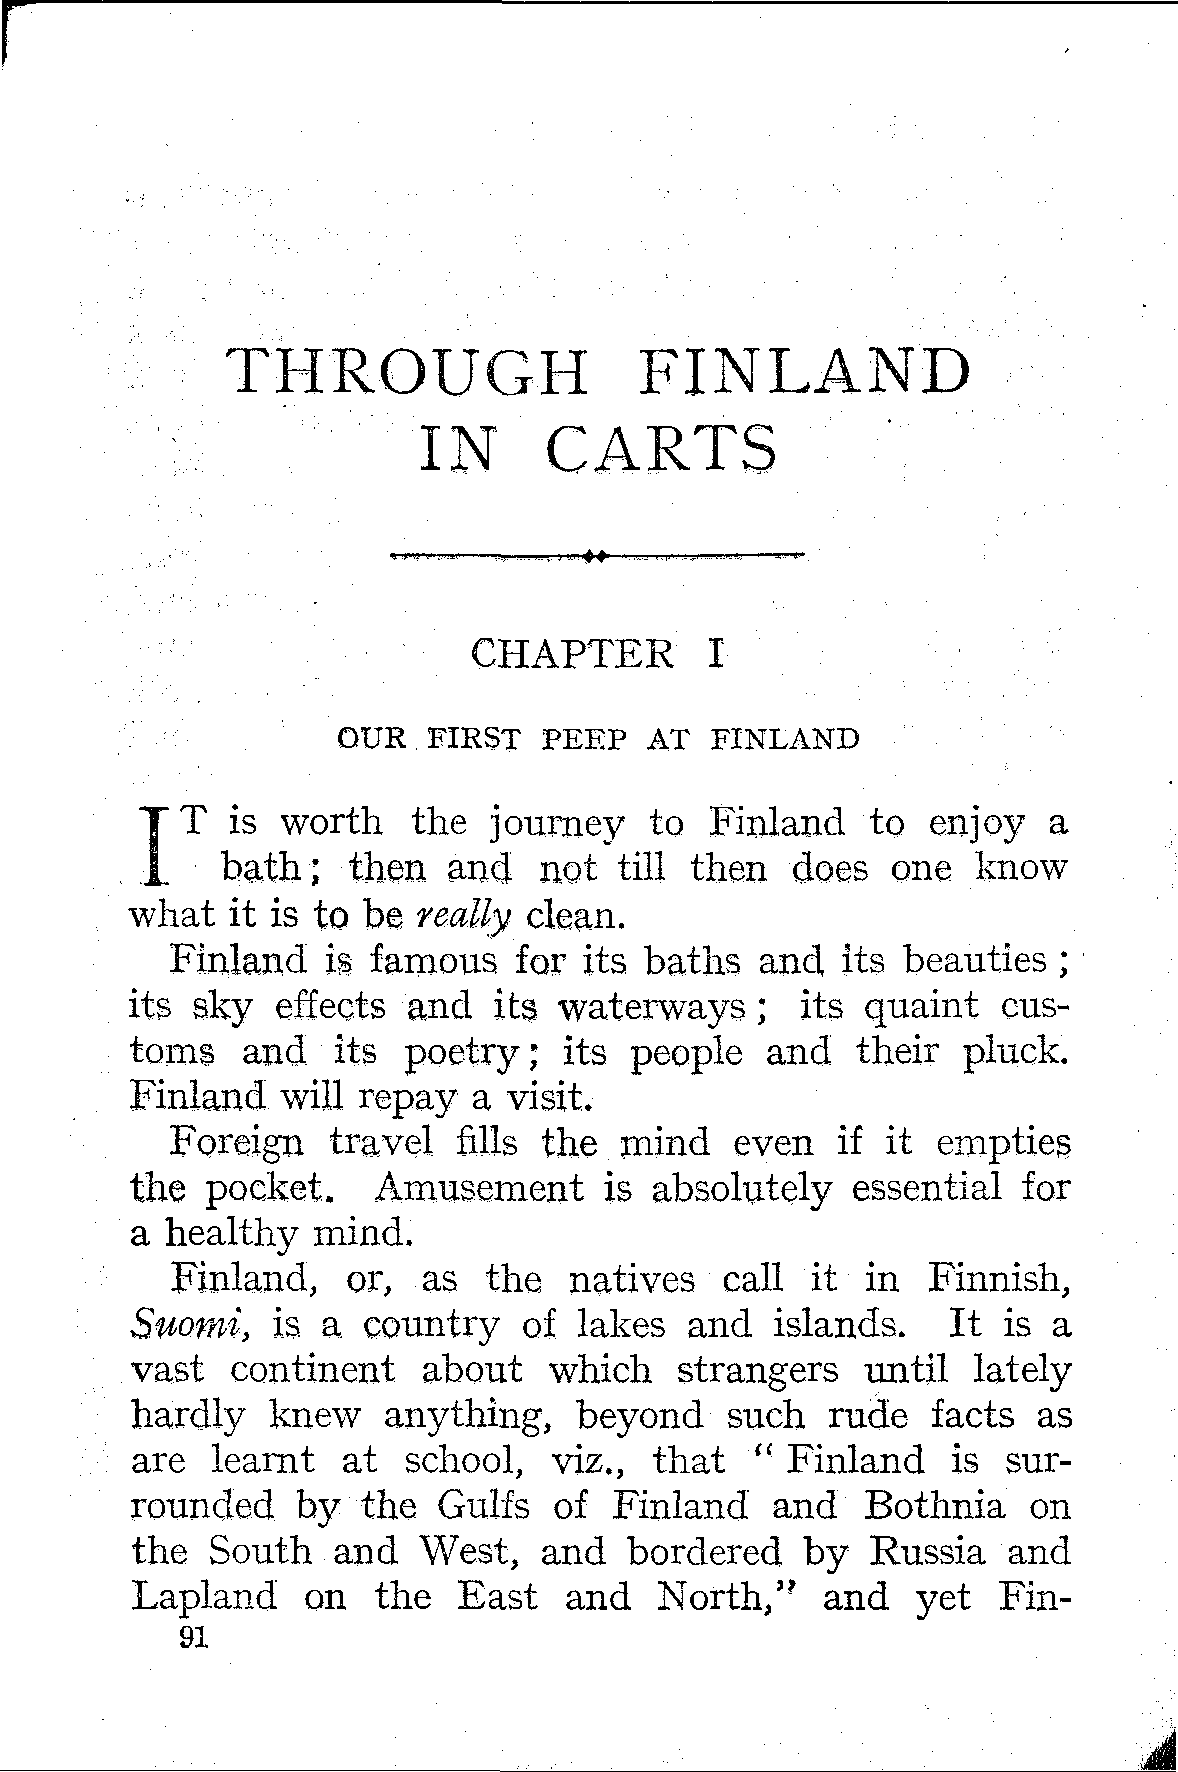 THROUGH FINLAND
IN CARTS
CHAPTER I
OUR FIRST PEEP AT FINLAND
IT is worth the journey to Finland to enjoy a
bath; then and not till then does one know
what it is to be really clean.
Finland is famous for its baths and its beauties;
its sky effects and its waterways; its quaint cus-
toms and its poetry; its people and their pluck.
Finland will repay a visit.
Foreign travel fills the mind even if it empties
the pocket. Amusement is absolutely essential for
a healthy mind.
Finland, or, as the natives call it in Finnish,
Suomi, is a country of lakes and islands. It is a
vast continent about which strangers until lately
hardly knew anything, beyond such rude facts as
are learnt at school, viz., that “ Finland is sur-
rounded by the Gulfs of Finland and Bothnia on
the South and West, and bordered by Russia and
Lapland on the East and North,” and yet Fin-
91